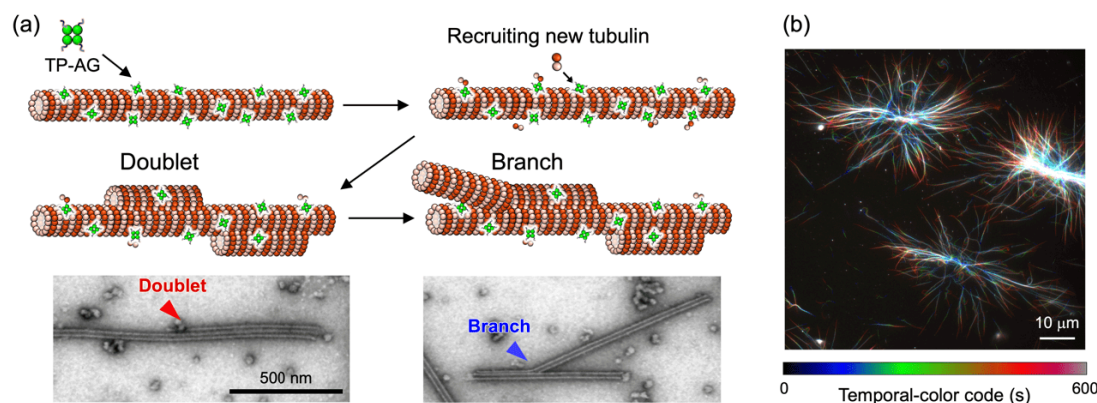 (a)
TP-AG
Recruiting new tubulin
Doublet
Branch
Doublet
500 nm
Branch
(b)
10 μm
0
600
Temporal-color code (s)